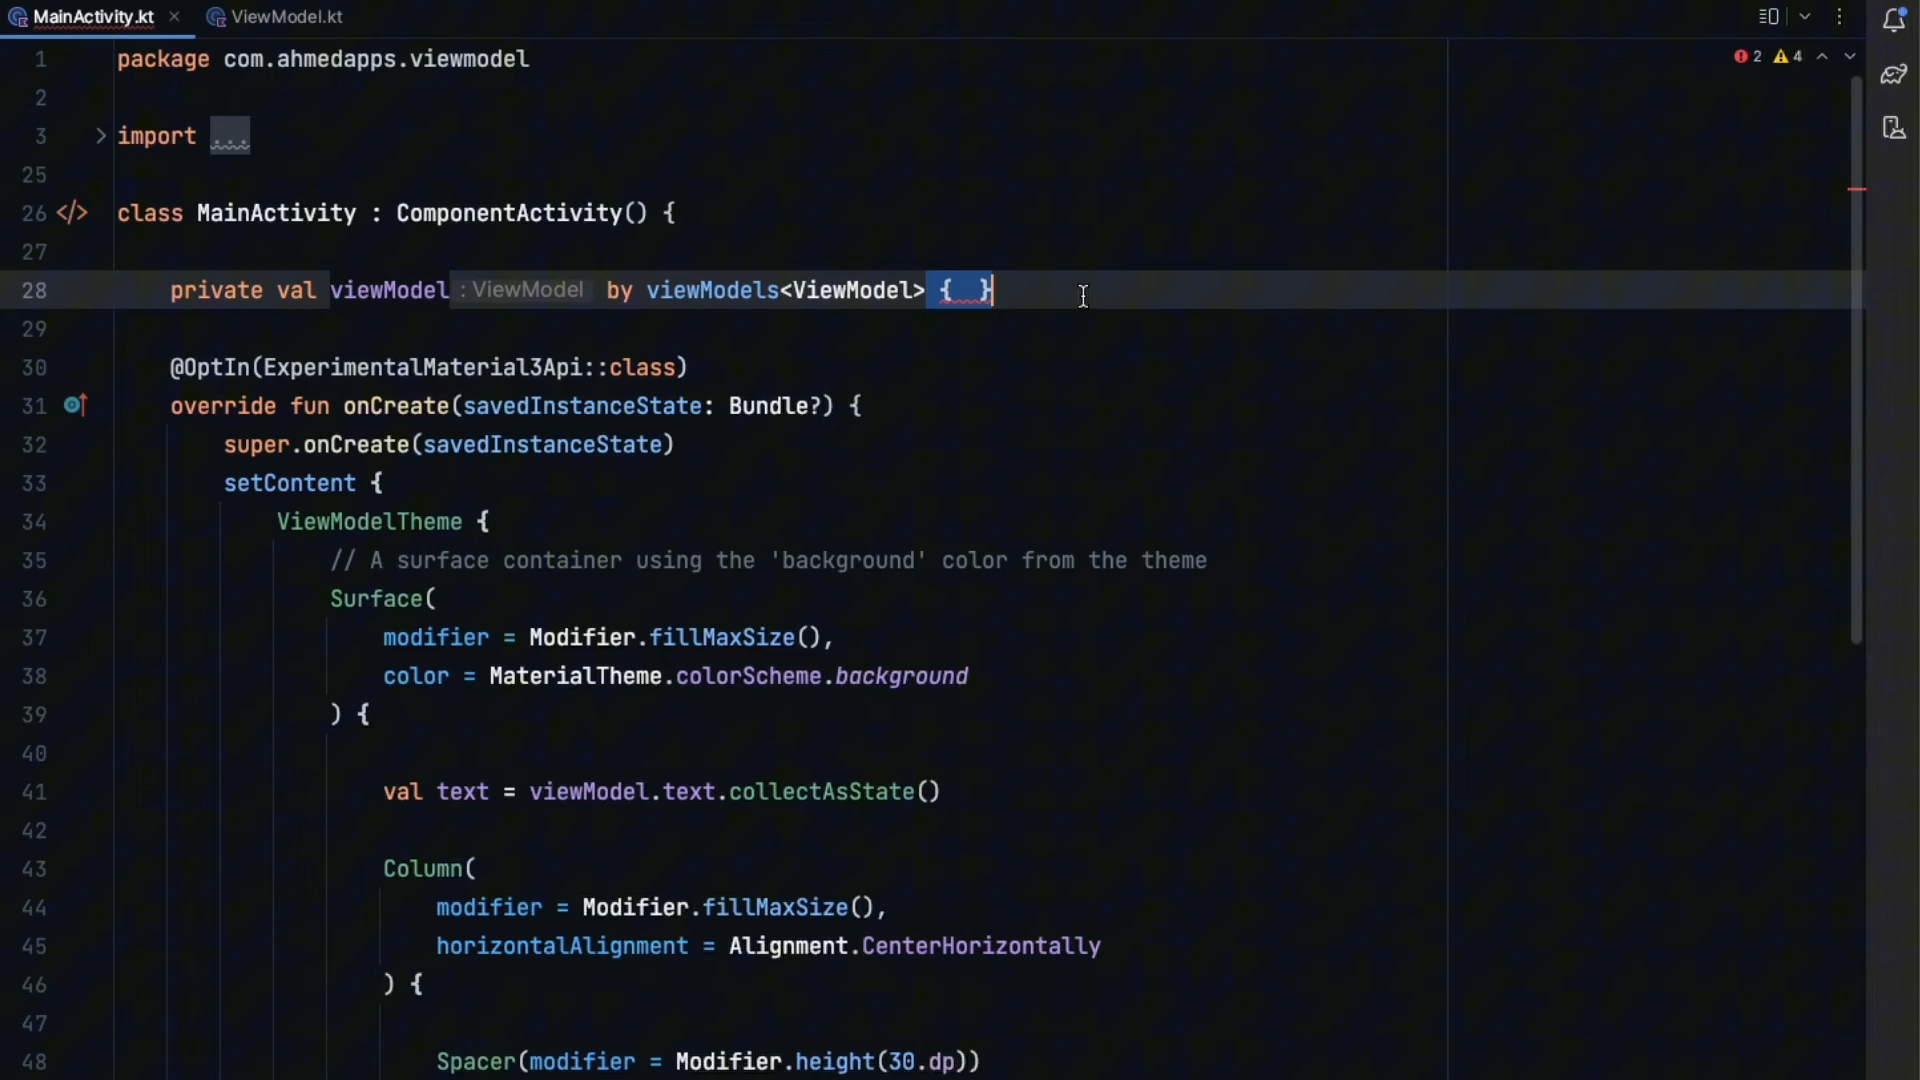 MainActivity.kt
ViewModel.kt
2 4
1 package com.ahmedapps.viewmodel
2
3 import ...
25
26 class MainActivity : ComponentActivity() {
27
28 private val viewModel : ViewModel by viewModels<ViewModel> {  }
29
30 @OptIn(ExperimentalMaterial3Api::class)
31 override fun onCreate(savedInstanceState: Bundle?) {
32 super.onCreate(savedInstanceState)
33 setContent {
34 ViewModelTheme {
35 // A surface container using the 'background' color from the theme
36 Surface(
37 modifier = Modifier.fillMaxSize(),
38 color = MaterialTheme.colorScheme.background
39 ) {
40
41 val text = viewModel.text.collectAsState()
42
43 Column(
44 modifier = Modifier.fillMaxSize(),
45 horizontalAlignment = Alignment.CenterHorizontally
46 ) {
47
48 Spacer(modifier = Modifier.height(30.dp))